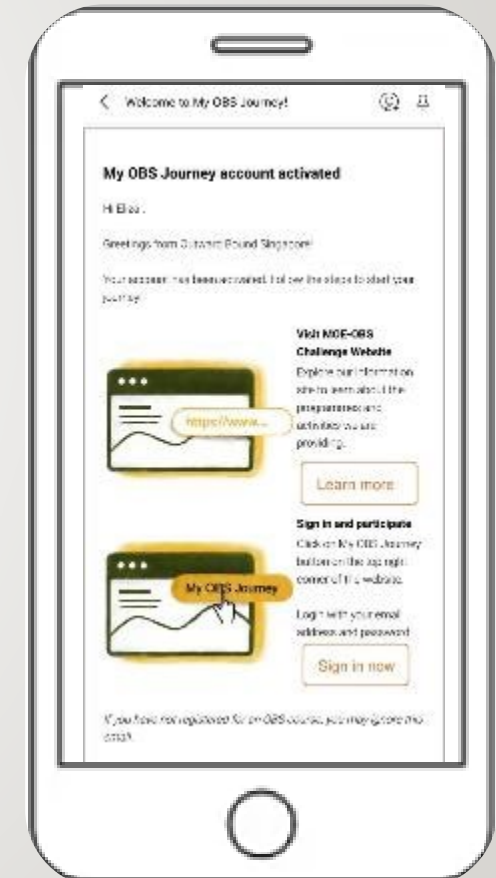 Welcome to My OBS Journey!
My OBS Journey account activated
Hi Eliza,
Greetings from Outward Bound Singapore!
Your account has been activated. Follow the steps to start your
journey!
Visit MOE-OBS
Challenge Website
Explore our information
site to learn about the
programmes and
activities we are
providing.
https://www...
Learn more
Sign in and participate
Click on My OBS Journey
button on the top right
corner of the website.
My OBS Journey
Login with your email
address and password
Sign in now
If you have not registered for an OBS course, you may ignore this
email.